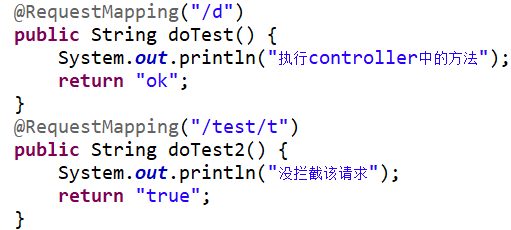 @RequestMapping("/d")
public String doTest() {
    System.out.println("执行controller中的方法");
    return "ok";
}
@RequestMapping("/test/t")
public String doTest2() {
    System.out.println("没拦截该请求");
    return "true";
}